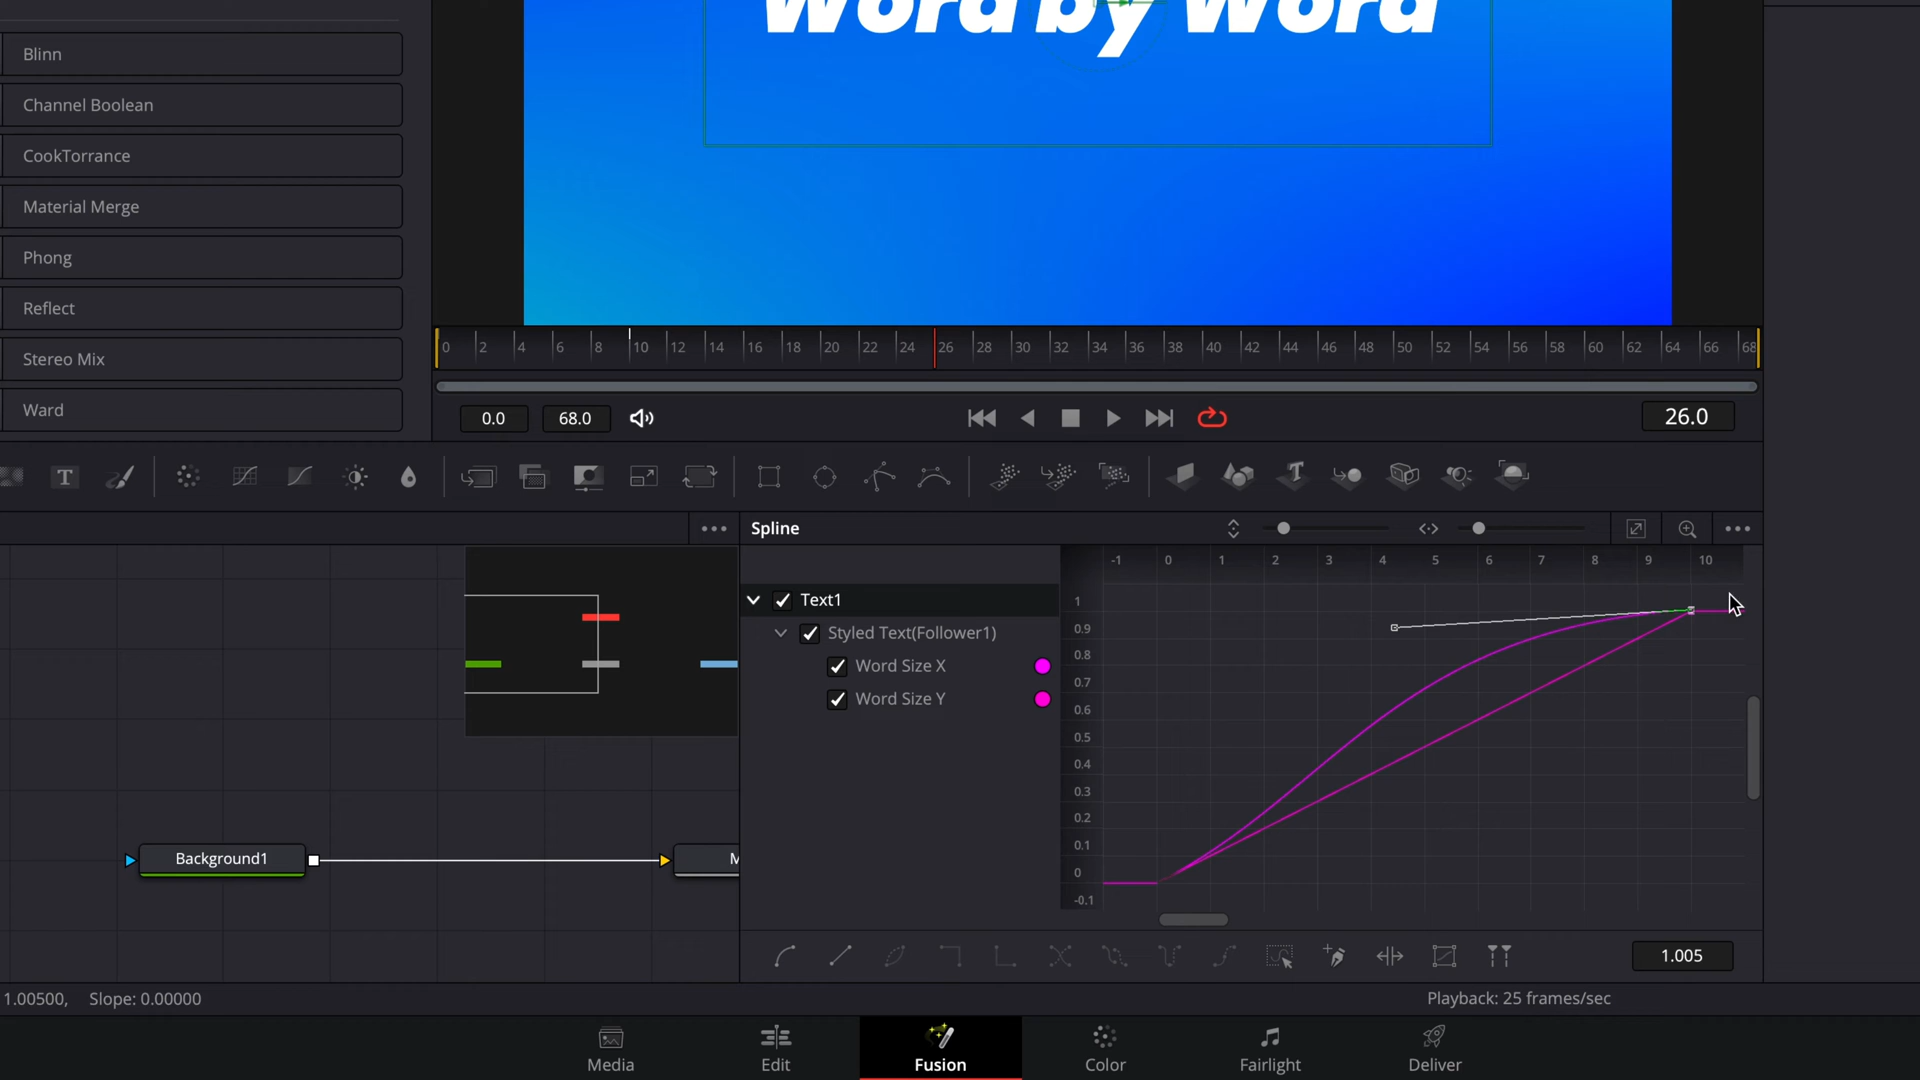 Word by Word
Blinn
Channel Boolean
CookTorrance
Material Merge
Phong
Reflect
Stereo Mix
Ward
0 2 4 6 8 10 12 14 16 18 20 22 24 26 28 30 32 34 36 38 40 42 44 46 48 50 52 54 56 58 60 62 64 66 68
0.0 68.0 26.0
T
Spline
-1 0 1 2 3 4 5 6 7 8 9 10
Text1
Styled Text(Follower1)
Word Size X
Word Size Y
1
0.9
0.8
0.7
0.6
0.5
0.4
0.3
0.2
0.1
0
-0.1
Background1
M
1.005
1.00500, Slope: 0.00000
Playback: 25 frames/sec
Media Edit Fusion Color Fairlight Deliver